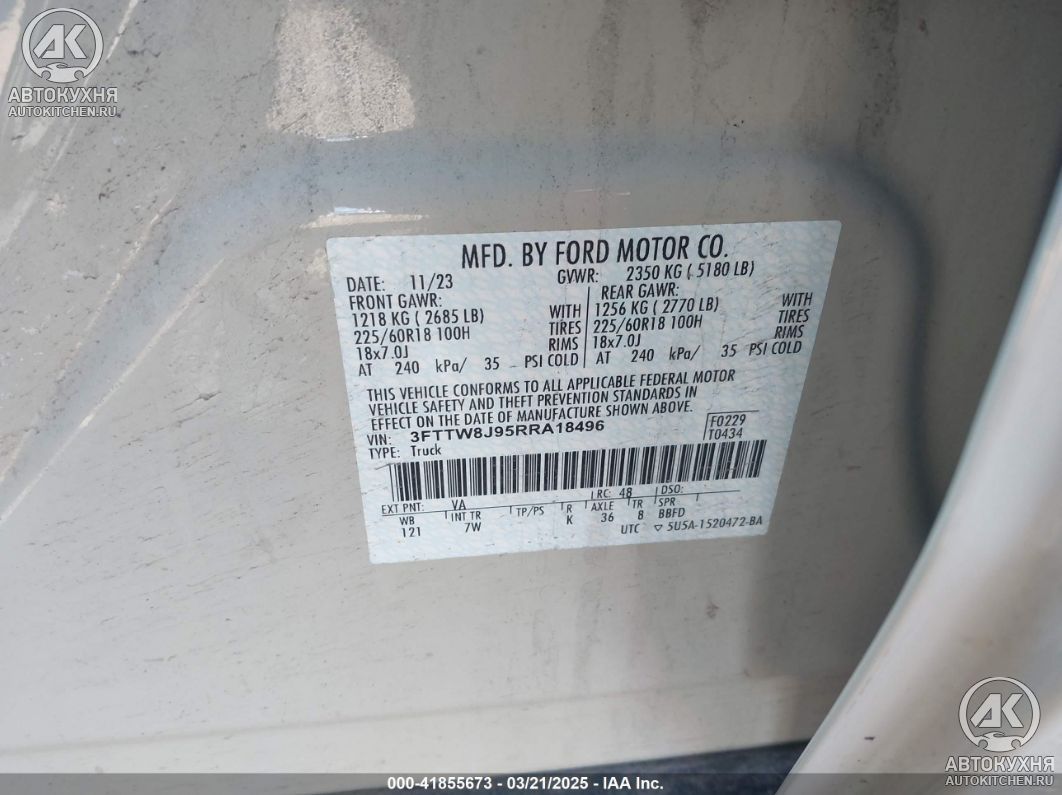 АК
АВТОКУХНЯ
AUTOKITCHEN.RU
MFD. BY FORD MOTOR CO.
DATE: 11/23 GVWR: 2350 KG ( 5180 LB)
FRONT GAWR: REAR GAWR:
1218 KG ( 2685 LB) WITH 1256 KG ( 2770 LB) WITH
225/60R18 100H TIRES 225/60R18 100H TIRES
18x7.0J RIMS 18x7.0J RIMS
AT 240 kPa/ 35 PSI COLD AT 240 kPa/ 35 PSI COLD
THIS VEHICLE CONFORMS TO ALL APPLICABLE FEDERAL MOTOR
VEHICLE SAFETY AND THEFT PREVENTION STANDARDS IN
EFFECT ON THE DATE OF MANUFACTURE SHOWN ABOVE.
VIN: 3FTTW8J95RRA18496 F0229
TYPE: Truck T0434
EXT PNT: VA RC: 48 DSO:
WB INT TR TP/PS R AXLE TR SPR
121 7W K 36 8 BBFD
UTC ▽ 5U5A-1520472-BA
АК
АВТОКУХНЯ
AUTOKITCHEN.RU
000-41855673 - 03/21/2025 - IAA Inc.